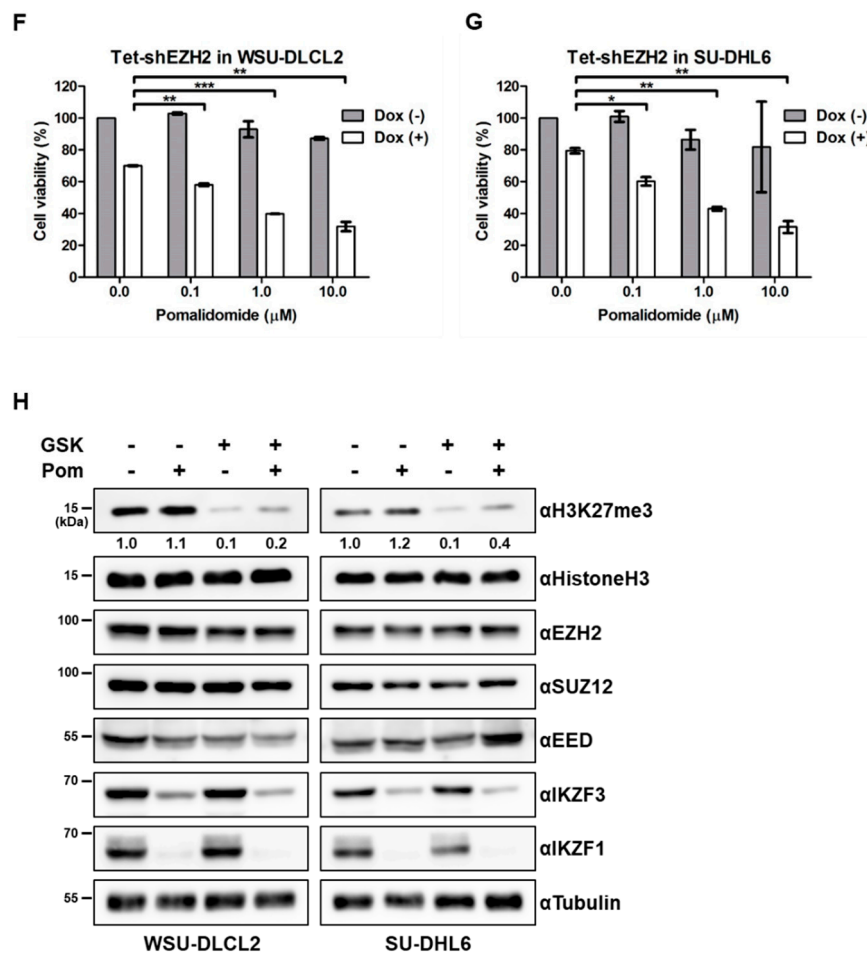 F
Tet-shEZH2 in WSU-DLCL2
**
***
**
Dox (-)
Dox (+)
120
100
80
60
40
20
0
Cell viability (%)
0.0 0.1 1.0 10.0
Pomalidomide (μM)
G
Tet-shEZH2 in SU-DHL6
**
**
*
Dox (-)
Dox (+)
120
100
80
60
40
20
0
Cell viability (%)
0.0 0.1 1.0 10.0
Pomalidomide (μM)
H
GSK - - + + - - + +
Pom - + - + - + - +
15
(kDa)
αH3K27me3
1.0 1.1 0.1 0.2 1.0 1.2 0.1 0.4
15 αHistoneH3
100 αEZH2
100 αSUZ12
55 αEED
70 αIKZF3
70 αIKZF1
55 αTubulin
WSU-DLCL2 SU-DHL6